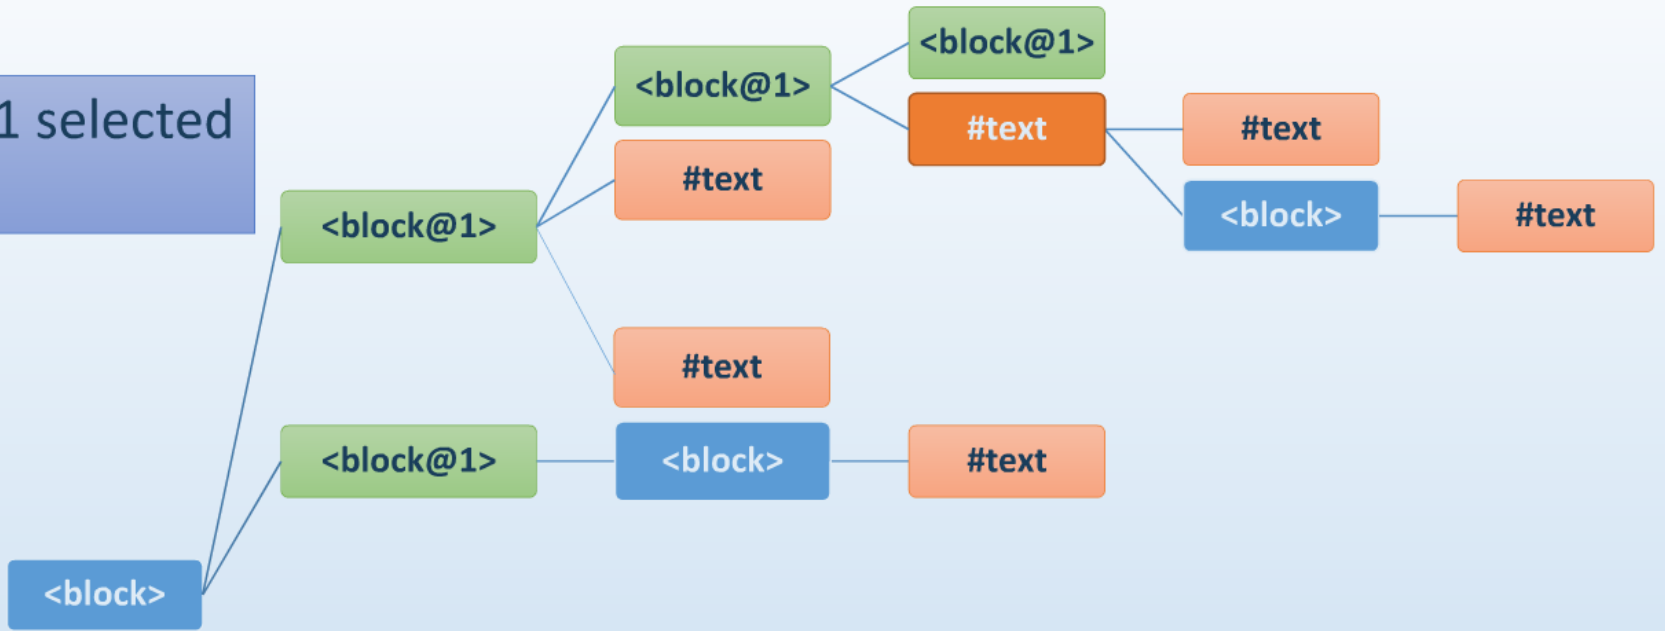 1 selected
<block@1>
<block@1>
#text
#text
<block@1>
#text
<block>
#text
<block@1>
#text
<block@1>
<block>
#text
<block>